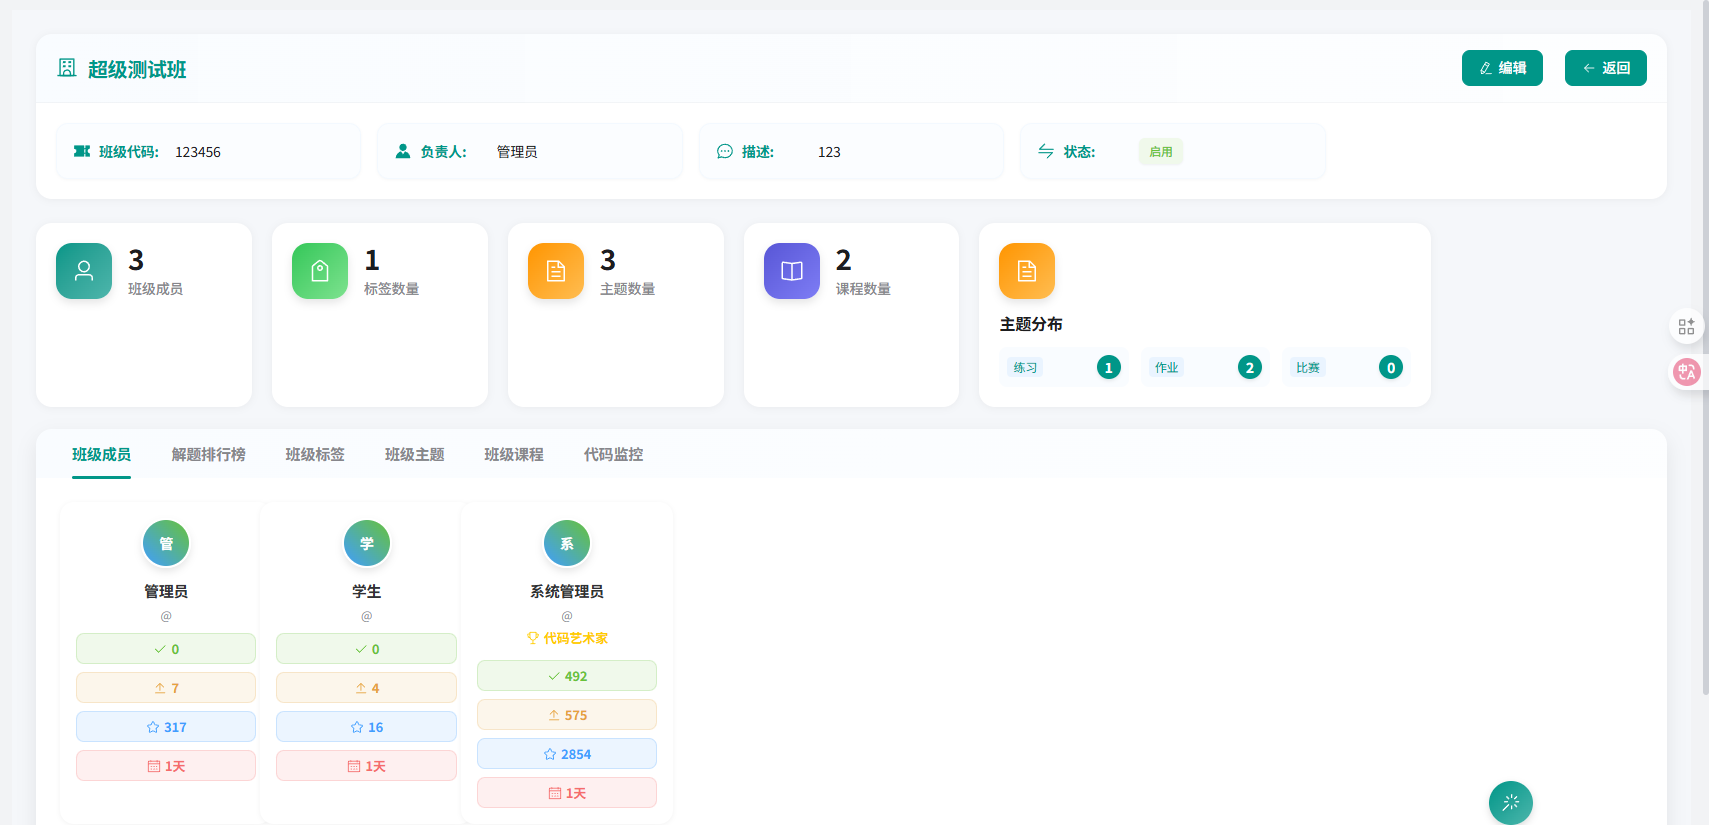 超级测试班
编辑
返回
班级代码: 123456
负责人: 管理员
描述: 123
状态: 启用
3
班级成员
1
标签数量
3
主题数量
2
课程数量
主题分布
练习 1
作业 2
比赛 0
班级成员 解题排行榜 班级标签 班级主题 班级课程 代码监控
管
管理员
@
0
7
317
1天
学
学生
@
0
4
16
1天
系
系统管理员
@
代码艺术家
492
575
2854
1天
中A